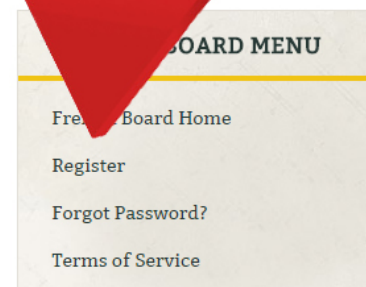 BOARD MENU
Board Home
Register
Forgot Password?
Terms of Service